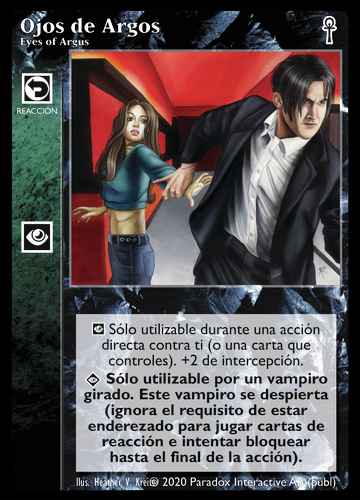 Ojos de Argos
Eyes of Argus
REACCIÓN
Sólo utilizable durante una acción
directa contra ti (o una carta que
controles). +2 de intercepción.
Sólo utilizable por un vampiro
girado. Este vampiro se despierta
(ignora el requisito de estar
enderezado para jugar cartas de
reacción e intentar bloquear
hasta el final de la acción).
Illus. Heather V. Kreiter © 2020 Paradox Interactive AB (publ)